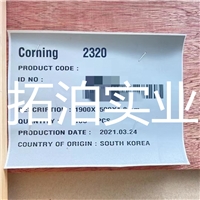 Corning 2320
PRODUCT CODE :
ID NO :
拓泊实业
DESCRIPTION :
QUANTITY :
PRODUCTION DATE : 2021.03.24
COUNTRY OF ORIGIN : SOUTH KOREA